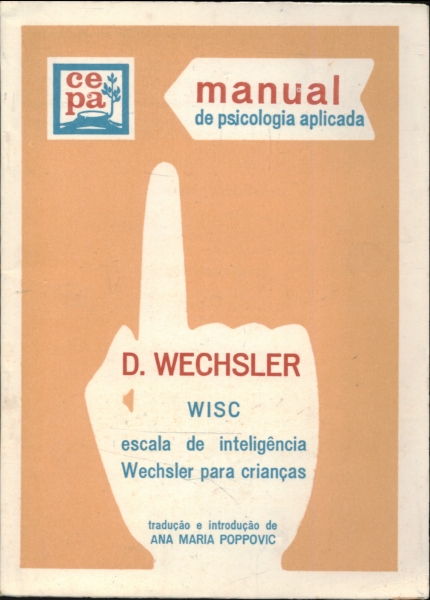 ce
pa
manual
de psicologia aplicada
D. WECHSLER
WISC
escala de inteligência
Wechsler para crianças
tradução e introdução de
ANA MARIA POPPOVIC